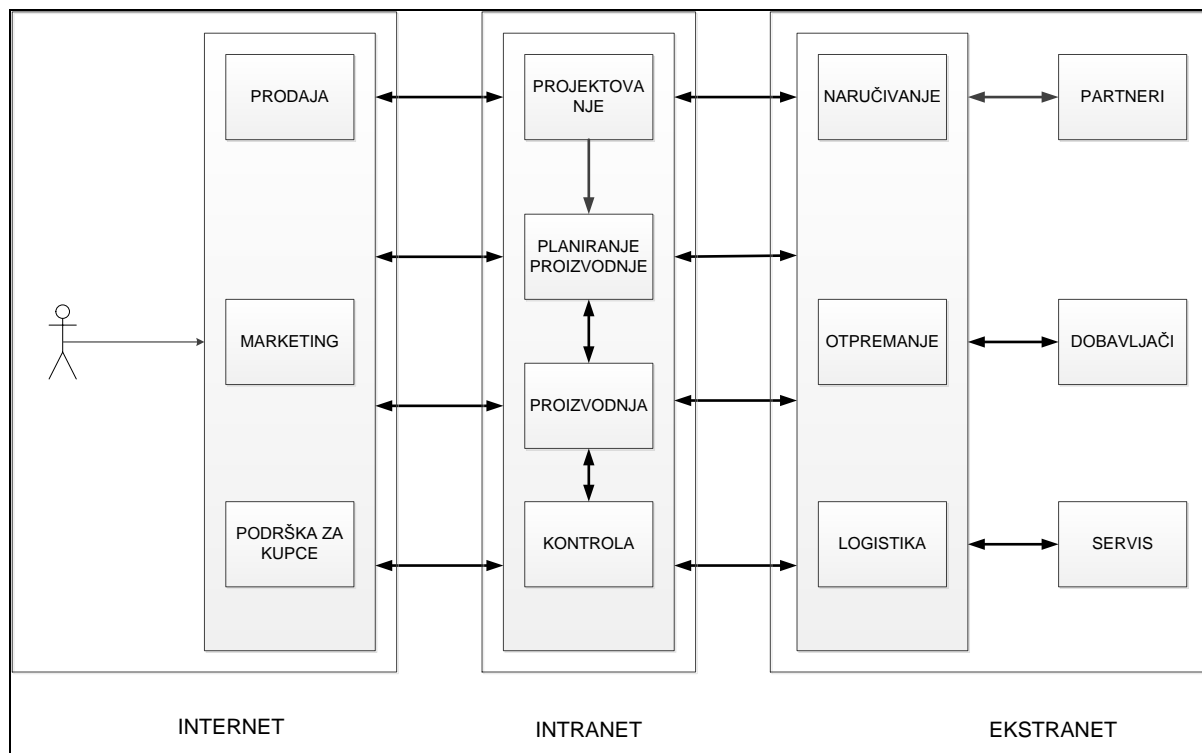 PRODAJA
MARKETING
PODRŠKA ZA
KUPCE
PROJEKTOVA
NJE
PLANIRANJE
PROIZVODNJE
PROIZVODNJA
KONTROLA
NARUČIVANJE
OTPREMANJE
LOGISTIKA
PARTNERI
DOBAVLJAČI
SERVIS
INTERNET
INTRANET
EKSTRANET